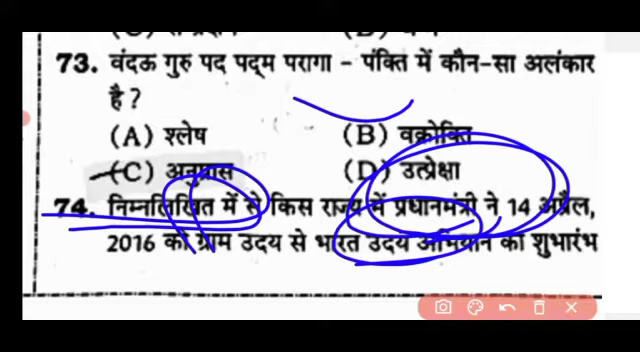 73. वंदऊ गुरु पद पद्म परागा – पंक्ति में कौन-सा अलंकार
है?
(A) श्लेष (B) वक्रोक्ति
(C) अनुप्रास (D) उत्प्रेक्षा
74. निम्नलिखित में से किस राज्य में प्रधानमंत्री ने 14 अप्रैल,
2016 को ग्राम उदय से भारत उदय अभियान का शुभारंभ